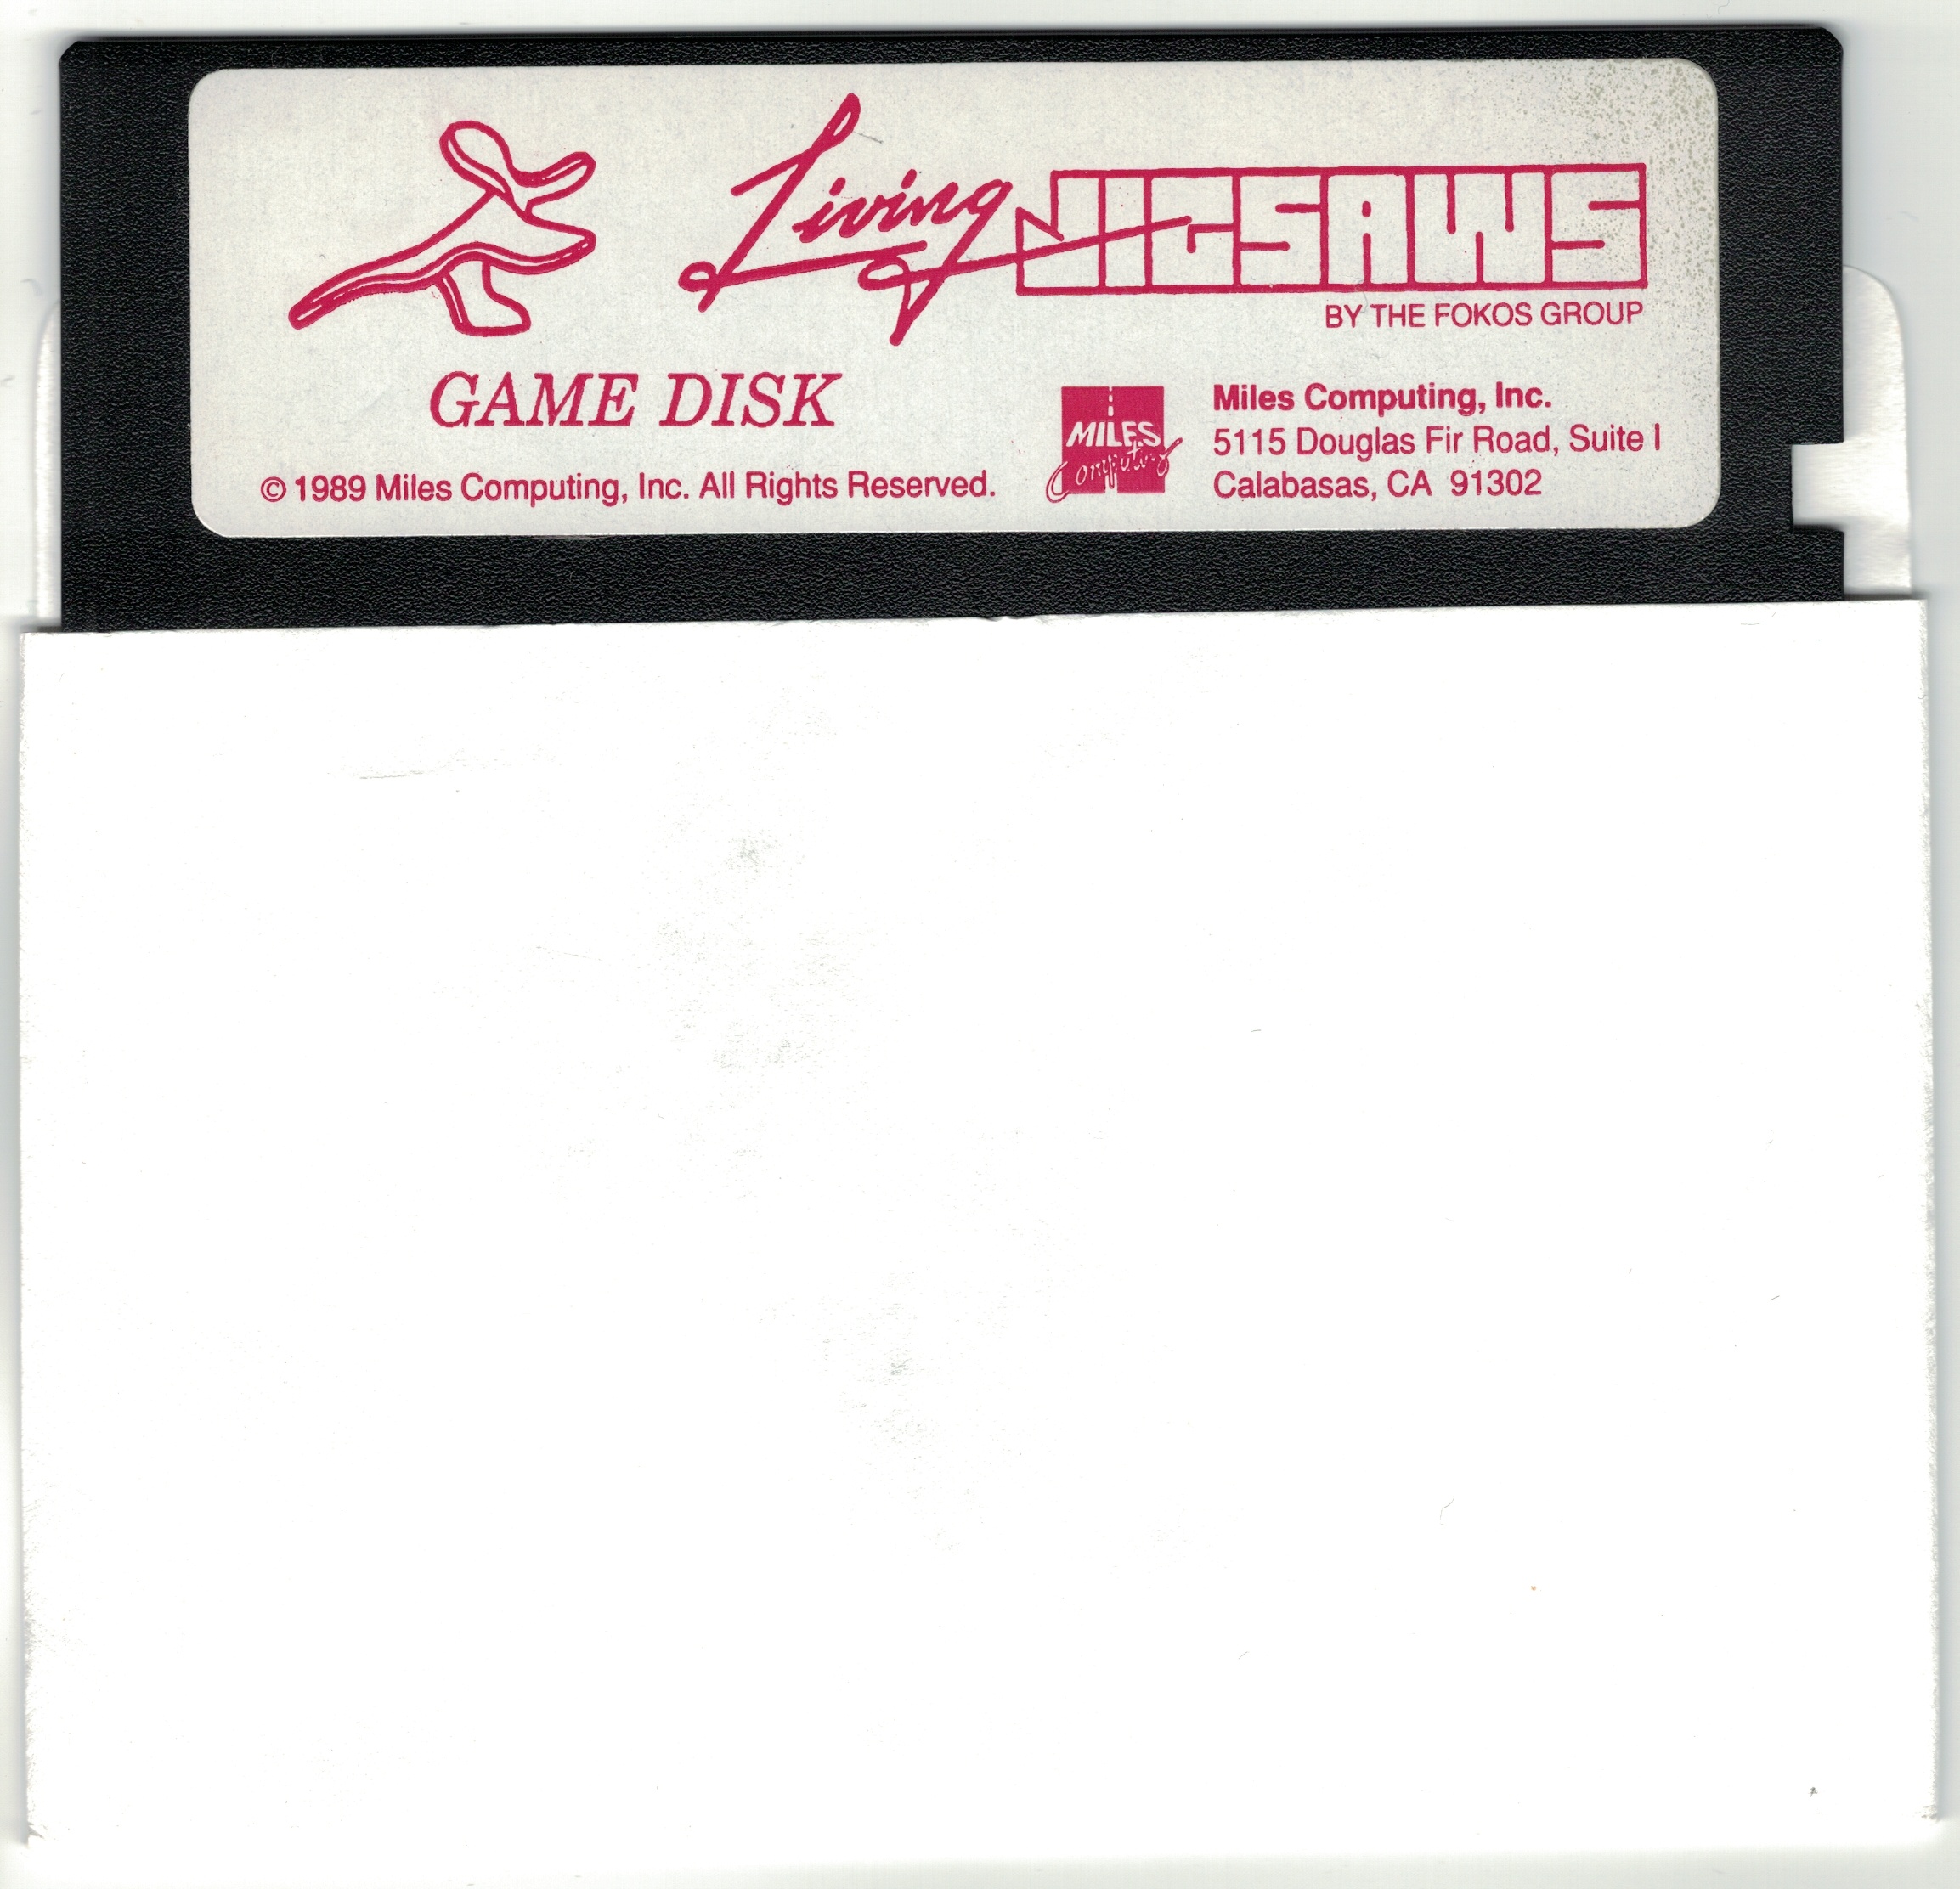 Living JIGSAWS
BY THE FOKOS GROUP
GAME DISK
© 1989 Miles Computing, Inc. All Rights Reserved.
MILES
Computing
Miles Computing, Inc.
5115 Douglas Fir Road, Suite I
Calabasas, CA 91302